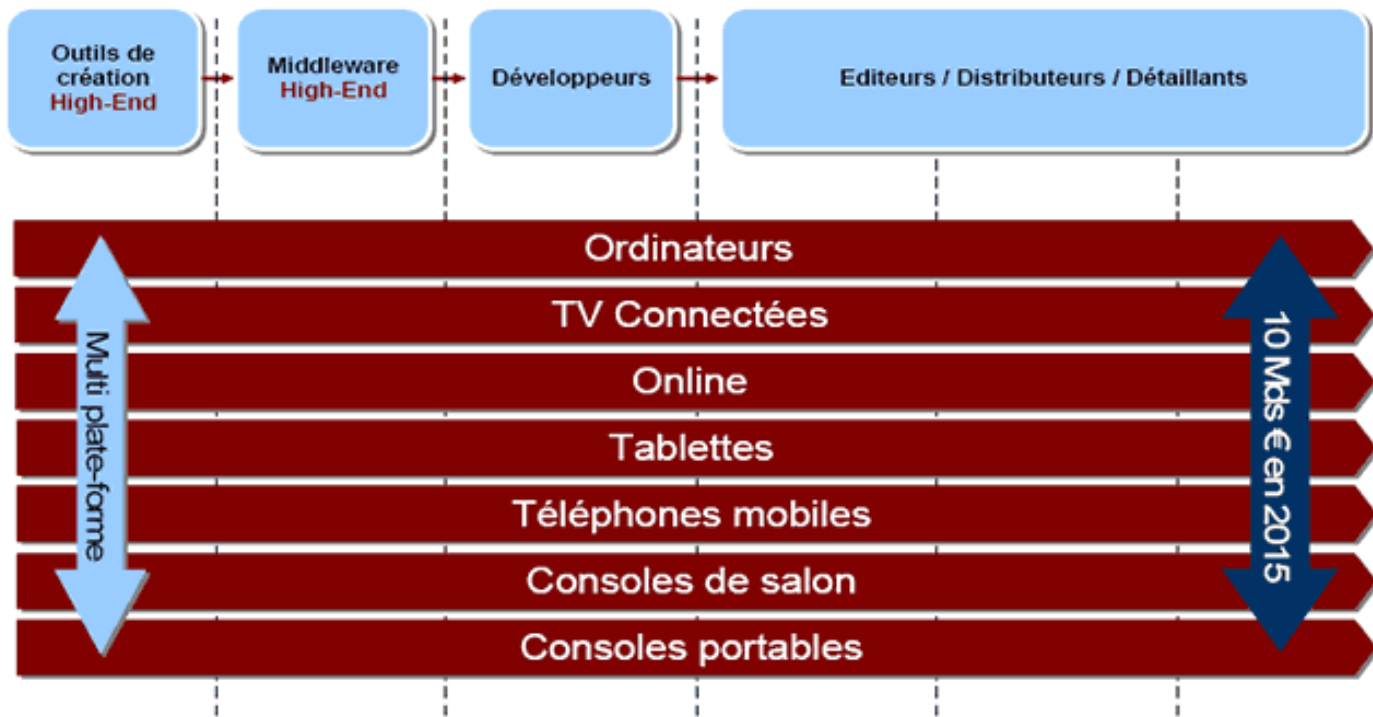 Outils de
création
High-End
Middleware
High-End
Développeurs
Editeurs / Distributeurs / Détaillants
Ordinateurs
TV Connectées
Online
Tablettes
Téléphones mobiles
Consoles de salon
Consoles portables
Multi plate-forme
10 Mds € en 2015